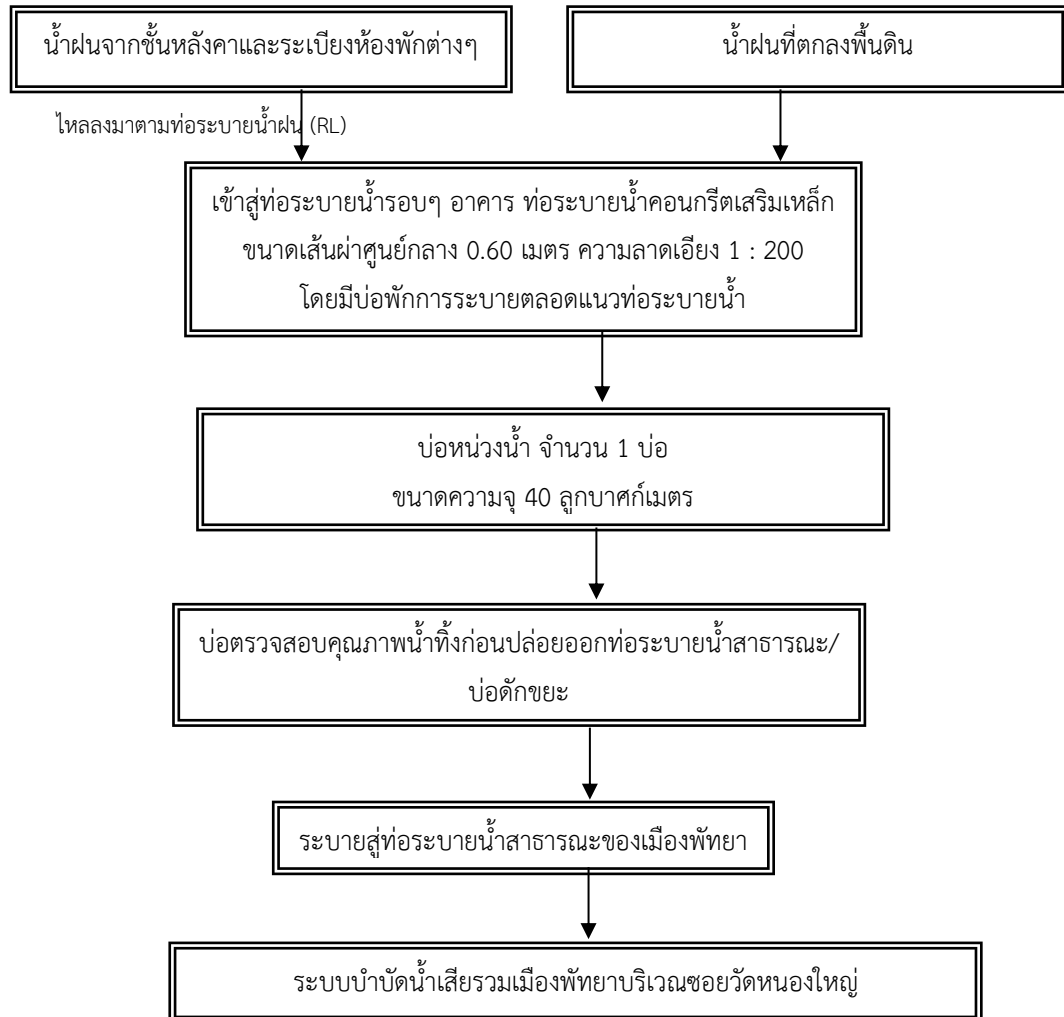 น้ำฝนจากชั้นหลังคาและระเบียงห้องพักต่างๆ
น้ำฝนที่ตกลงพื้นดิน
ไหลลงมาตามท่อระบายน้ำฝน (RL)
เข้าสู่ท่อระบายน้ำรอบๆ อาคาร ท่อระบายน้ำคอนกรีตเสริมเหล็ก
ขนาดเส้นผ่าศูนย์กลาง 0.60 เมตร ความลาดเอียง 1 : 200
โดยมีบ่อพักการระบายตลอดแนวท่อระบายน้ำ
บ่อหน่วงน้ำ จำนวน 1 บ่อ
ขนาดความจุ 40 ลูกบาศก์เมตร
บ่อตรวจสอบคุณภาพน้ำทิ้งก่อนปล่อยออกท่อระบายน้ำสาธารณะ/
บ่อดักขยะ
ระบายสู่ท่อระบายน้ำสาธารณะของเมืองพัทยา
ระบบบำบัดน้ำเสียรวมเมืองพัทยาบริเวณซอยวัดหนองใหญ่